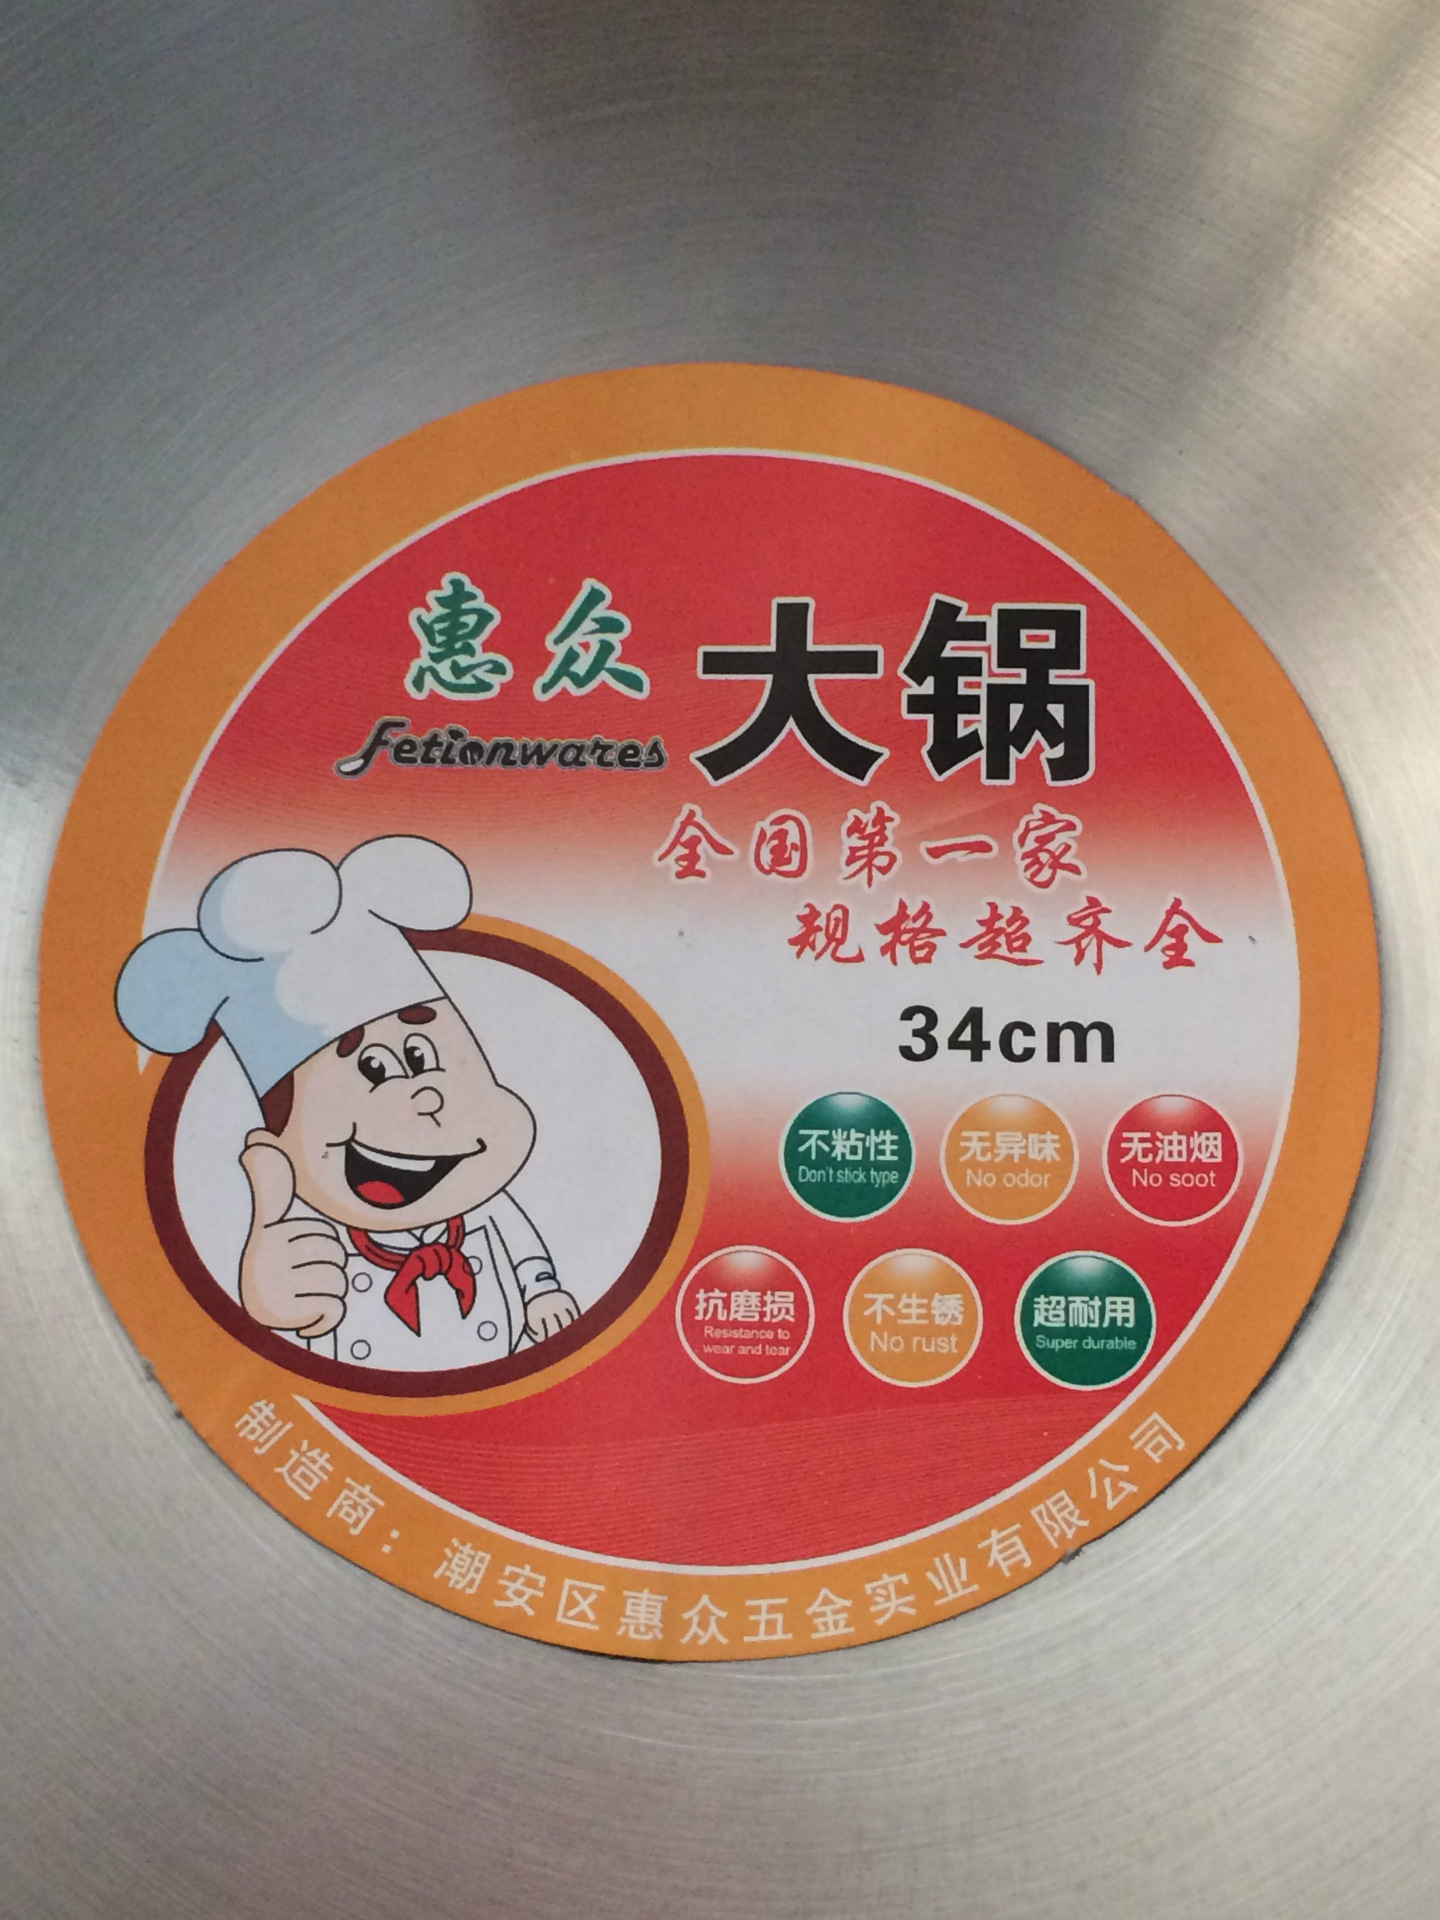 惠众
Fetionwares
大锅
全国第一家
规格超齐全
34cm
不粘性
Don't stick type
无异味
No odor
无油烟
No soot
抗磨损
Resistance to
wear and tear
不生锈
No rust
超耐用
Super durable
制造商：潮安区惠众五金实业有限公司